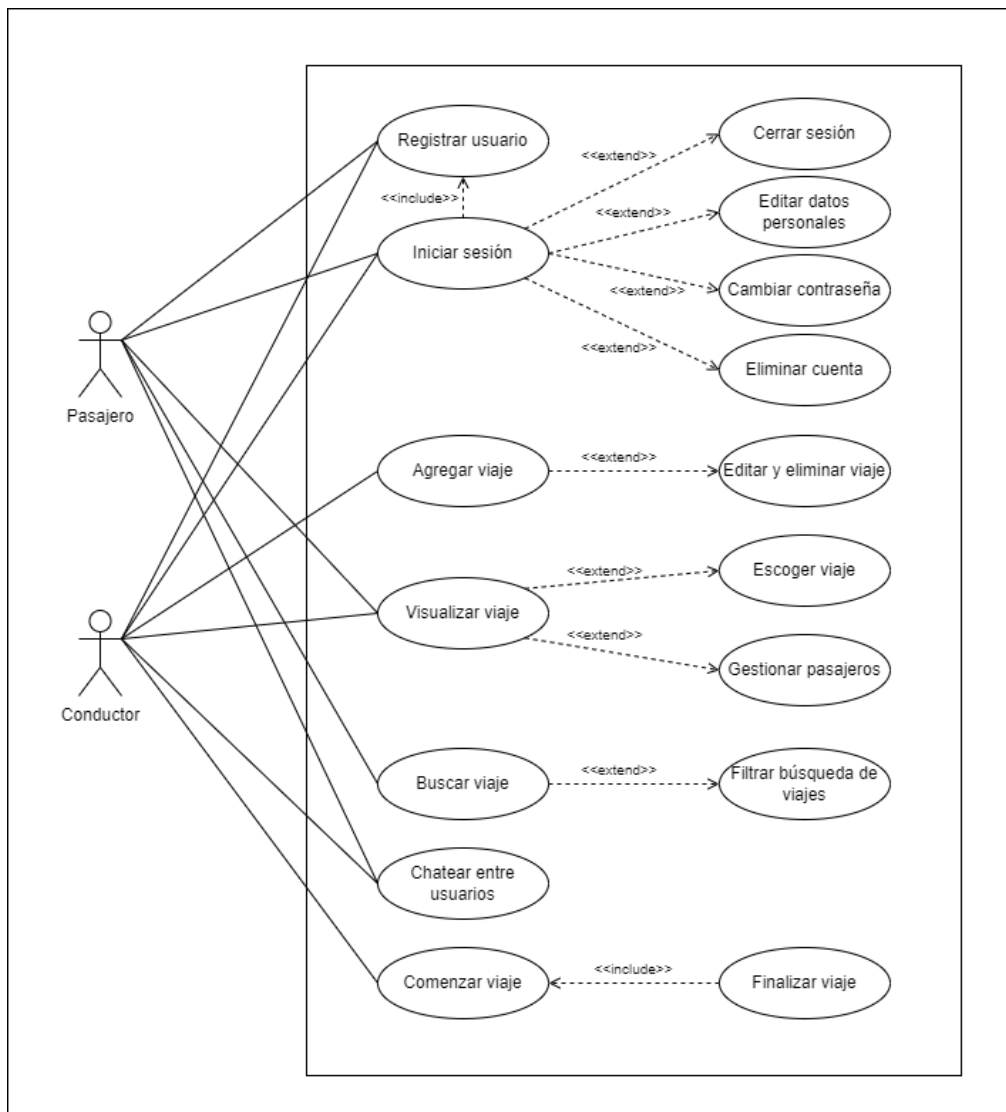 Registrar usuario
<<include>>
Iniciar sesión
<<extend>>
Cerrar sesión
<<extend>>
Editar datos
personales
<<extend>>
Cambiar contraseña
<<extend>>
Eliminar cuenta
Pasajero
Agregar viaje
<<extend>>
Editar y eliminar viaje
Visualizar viaje
<<extend>>
Escoger viaje
<<extend>>
Gestionar pasajeros
Conductor
Buscar viaje
<<extend>>
Filtrar búsqueda de
viajes
Chatear entre
usuarios
Comenzar viaje
<<include>>
Finalizar viaje